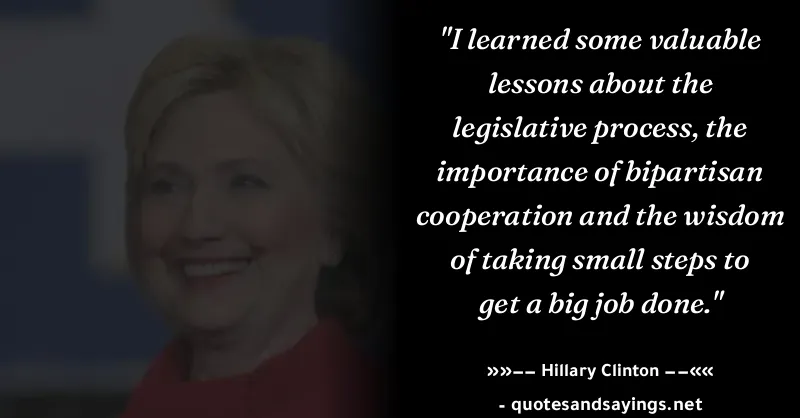 "I learned some valuable
lessons about the
legislative process, the
importance of bipartisan
cooperation and the wisdom
of taking small steps to
get a big job done."
»»−− Hillary Clinton −−««
- quotesandsayings.net